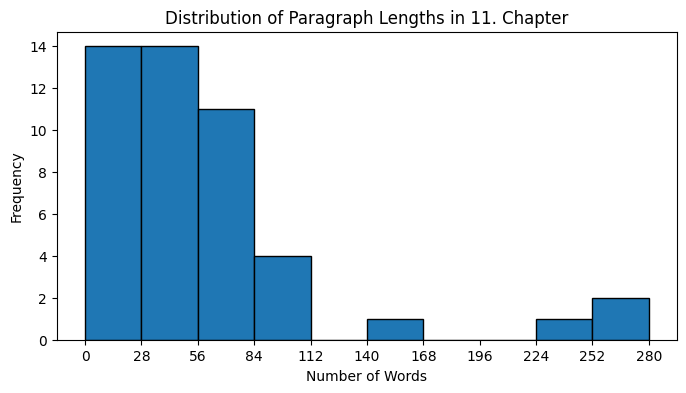 Distribution of Paragraph Lengths in 11. Chapter
14
12
10
8
6
4
2
0
Frequency
0 28 56 84 112 140 168 196 224 252 280
Number of Words